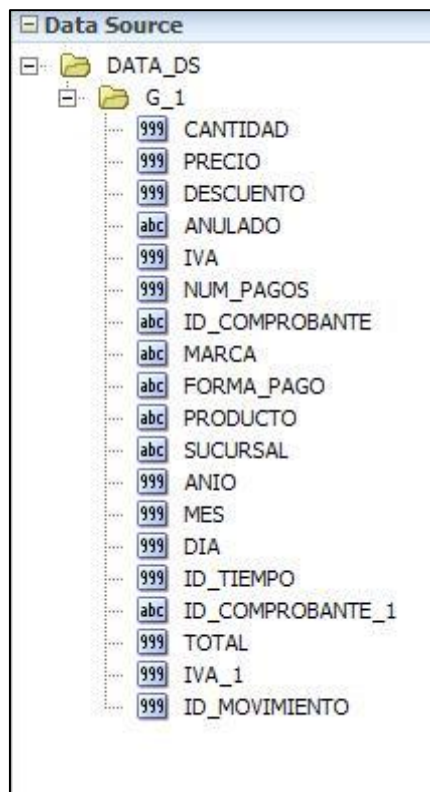 Data Source
DATA_DS
G_1
999 CANTIDAD
999 PRECIO
999 DESCUENTO
abc ANULADO
999 IVA
999 NUM_PAGOS
abc ID_COMPROBANTE
abc MARCA
abc FORMA_PAGO
abc PRODUCTO
abc SUCURSAL
999 ANIO
999 MES
999 DIA
999 ID_TIEMPO
abc ID_COMPROBANTE_1
999 TOTAL
999 IVA_1
999 ID_MOVIMIENTO